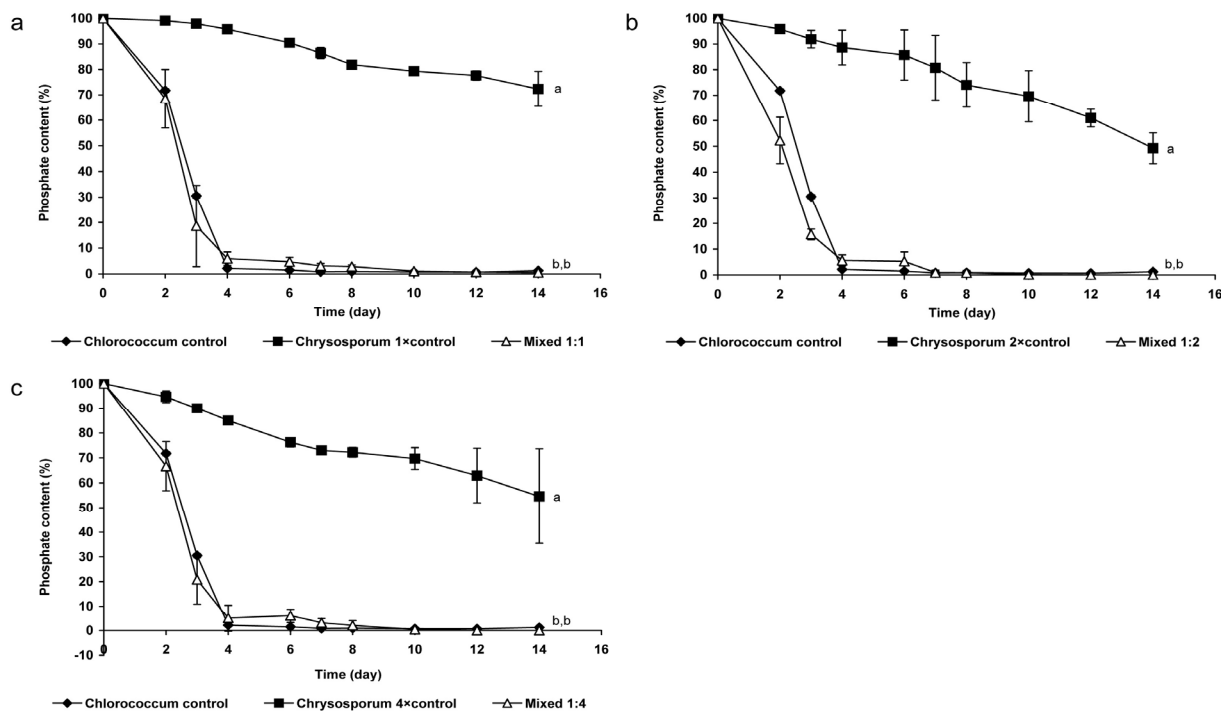 a
100
90
80
70
60
50
40
30
20
10
0
Phosphate content (%)
a
b,b
0 2 4 6 8 10 12 14 16
Time (day)
Chlorococcum control Chrysosporum 1×control Mixed 1:1
b
100
90
80
70
60
50
40
30
20
10
0
Phosphate content (%)
a
b,b
0 2 4 6 8 10 12 14 16
Time (day)
Chlorococcum control Chrysosporum 2×control Mixed 1:2
c
100
90
80
70
60
50
40
30
20
10
0
-10
Phosphate content (%)
a
b,b
0 2 4 6 8 10 12 14 16
Time (day)
Chlorococcum control Chrysosporum 4×control Mixed 1:4